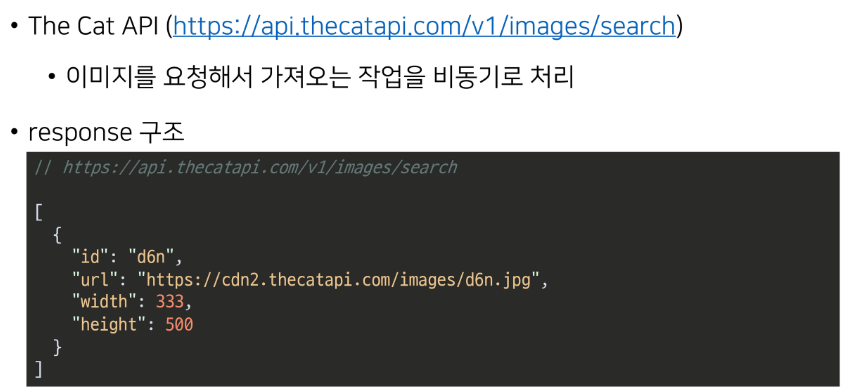 • The Cat API (https://api.thecatapi.com/v1/images/search)
• 이미지를 요청해서 가져오는 작업을 비동기로 처리
• response 구조
// https://api.thecatapi.com/v1/images/search
[
{
"id": "d6n",
"url": "https://cdn2.thecatapi.com/images/d6n.jpg",
"width": 333,
"height": 500
}
]